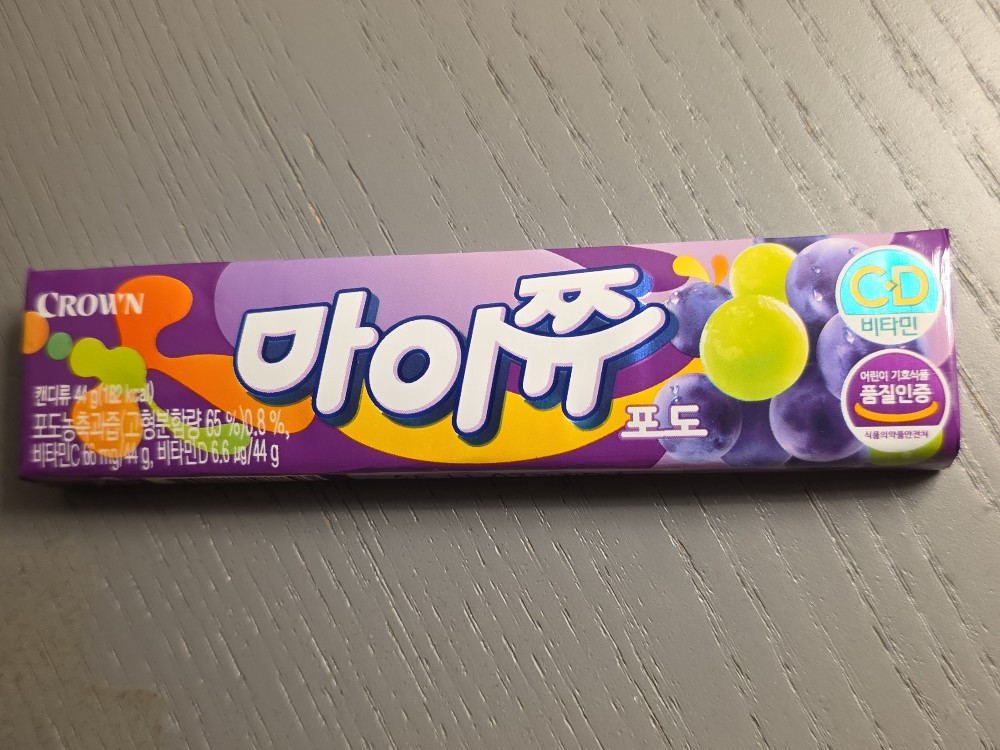 CROWN
마이쮸
포도
캔디류 44 g(182 kcal)
포도농축과즙(고형분함량 65 %)0.8 %,
비타민C 66 mg/44 g, 비타민D 6.6 µg/44 g
C·D
비타민
어린이 기호식품
품질인증
식품의약품안전처